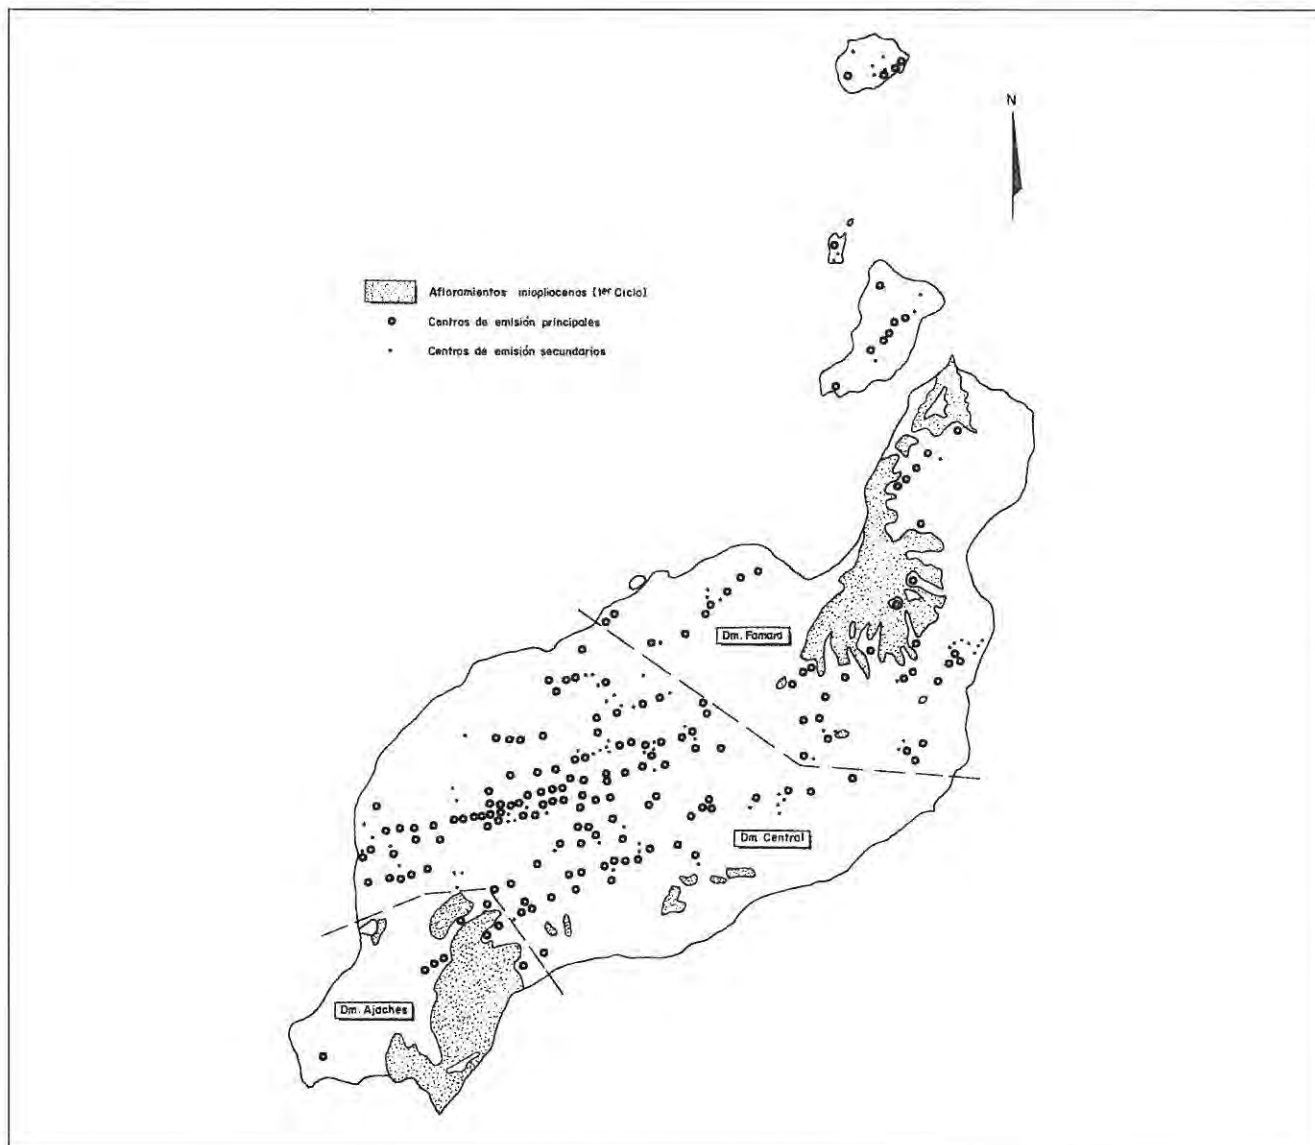 N
Afloramientos miopliocenos (1er Ciclo)
Centros de emisión principales
Centros de emisión secundarios
Dm. Famara
Dm. Central
Dm. Ajaches